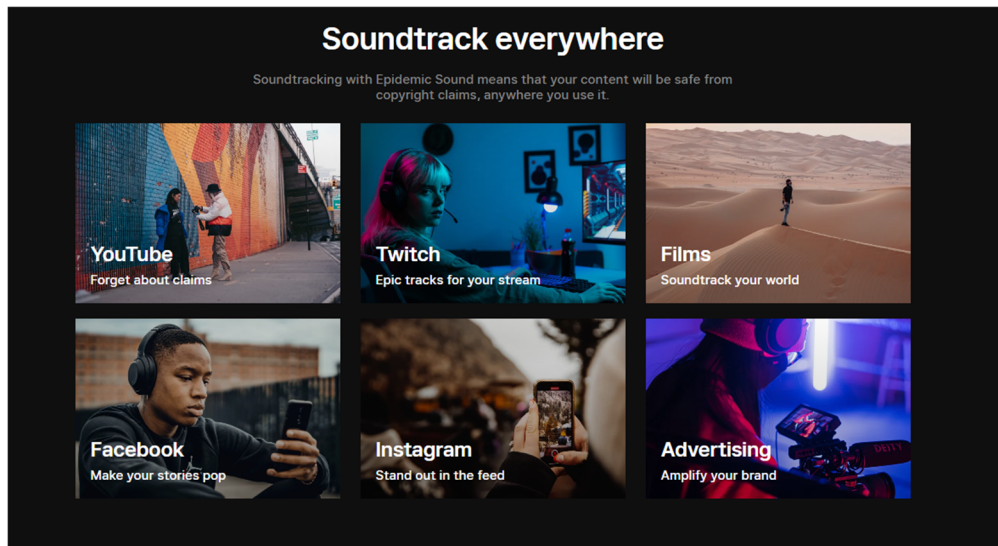 Soundtrack everywhere
Soundtracking with Epidemic Sound means that your content will be safe from
copyright claims, anywhere you use it.
YouTube
Forget about claims
Twitch
Epic tracks for your stream
Films
Soundtrack your world
Facebook
Make your stories pop
Instagram
Stand out in the feed
Advertising
Amplify your brand
DEITY